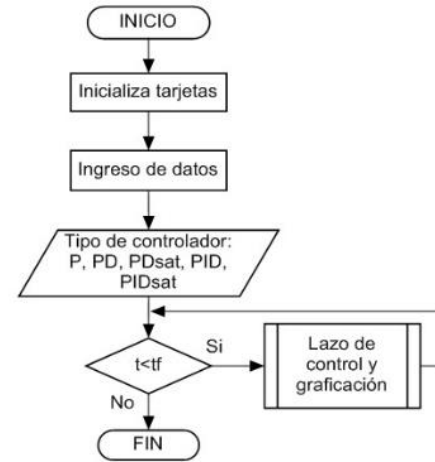 INICIO
Inicializa tarjetas
Ingreso de datos
Tipo de controlador:
P, PD, PDsat, PID,
PIDsat
t<tf
Si
Lazo de
control y
graficación
No
FIN